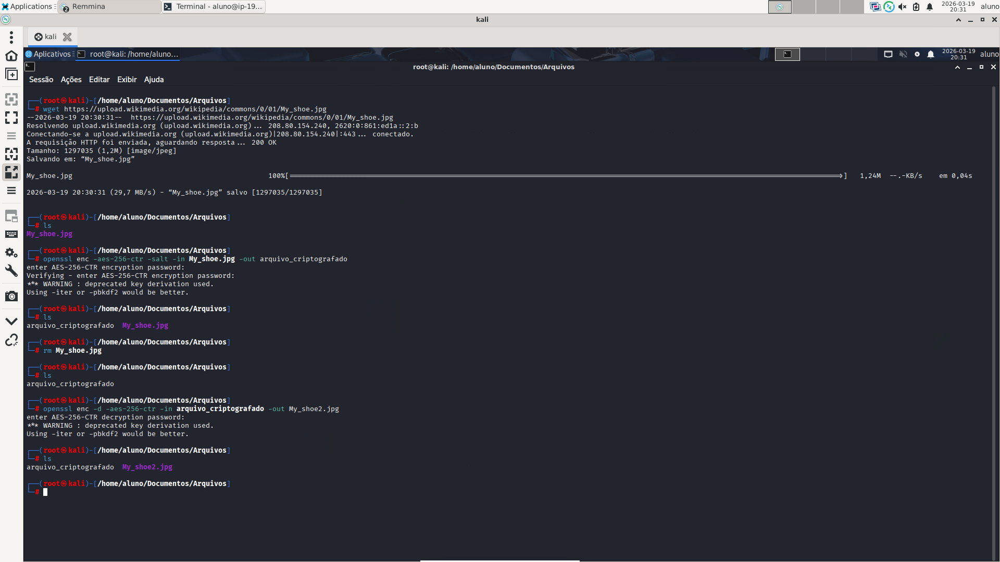 Applications
Remmina
Terminal - aluno@ip-19...
2026-03-19
20:31
aluno
2
kali
kali
Aplicativos
root@kali: /home/aluno...
2026-03-19
20:31
aluno
root@kali: /home/aluno/Documentos/Arquivos
Sessão Ações Editar Exibir Ajuda
┌──(root㉿kali)-[/home/aluno/Documentos/Arquivos]
└─# wget https://upload.wikimedia.org/wikipedia/commons/0/01/My_shoe.jpg
--2026-03-19 20:30:31-- https://upload.wikimedia.org/wikipedia/commons/0/01/My_shoe.jpg
Resolvendo upload.wikimedia.org (upload.wikimedia.org)... 208.80.154.240, 2620:0:861:ed1a::2:b
Conectando-se a upload.wikimedia.org (upload.wikimedia.org)|208.80.154.240|:443... conectado.
A requisição HTTP foi enviada, aguardando resposta... 200 OK
Tamanho: 1297035 (1,2M) [image/jpeg]
Salvando em: “My_shoe.jpg”
My_shoe.jpg 100%[===================>] 1,24M --.-KB/s em 0,04s
2026-03-19 20:30:31 (29,7 MB/s) - “My_shoe.jpg” salvo [1297035/1297035]
┌──(root㉿kali)-[/home/aluno/Documentos/Arquivos]
└─# ls
My_shoe.jpg
┌──(root㉿kali)-[/home/aluno/Documentos/Arquivos]
└─# openssl enc -aes-256-ctr -salt -in My_shoe.jpg -out arquivo_criptografado
enter AES-256-CTR encryption password:
Verifying - enter AES-256-CTR encryption password:
*** WARNING : deprecated key derivation used.
Using -iter or -pbkdf2 would be better.
┌──(root㉿kali)-[/home/aluno/Documentos/Arquivos]
└─# ls
arquivo_criptografado My_shoe.jpg
┌──(root㉿kali)-[/home/aluno/Documentos/Arquivos]
└─# rm My_shoe.jpg
┌──(root㉿kali)-[/home/aluno/Documentos/Arquivos]
└─# ls
arquivo_criptografado
┌──(root㉿kali)-[/home/aluno/Documentos/Arquivos]
└─# openssl enc -d -aes-256-ctr -in arquivo_criptografado -out My_shoe2.jpg
enter AES-256-CTR decryption password:
*** WARNING : deprecated key derivation used.
Using -iter or -pbkdf2 would be better.
┌──(root㉿kali)-[/home/aluno/Documentos/Arquivos]
└─# ls
arquivo_criptografado My_shoe2.jpg
┌──(root㉿kali)-[/home/aluno/Documentos/Arquivos]
└─#